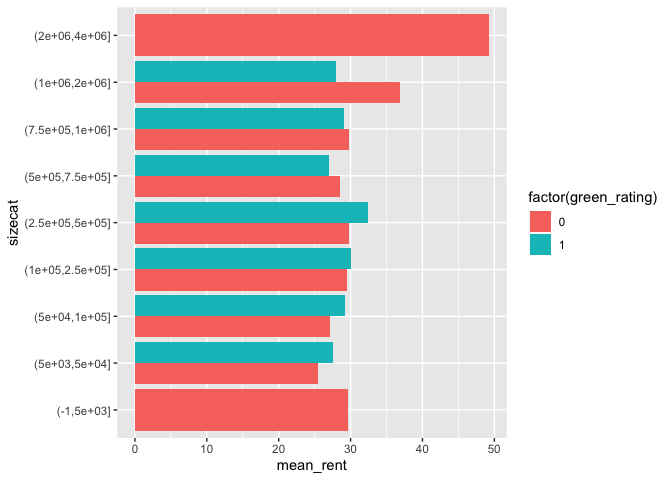 (2e+06,4e+06]
(1e+06,2e+06]
(7.5e+05,1e+06]
(5e+05,7.5e+05]
(2.5e+05,5e+05]
(1e+05,2.5e+05]
(5e+04,1e+05]
(5e+03,5e+04]
(-1,5e+03]
sizecat
0 10 20 30 40 50
mean_rent
factor(green_rating)
0
1